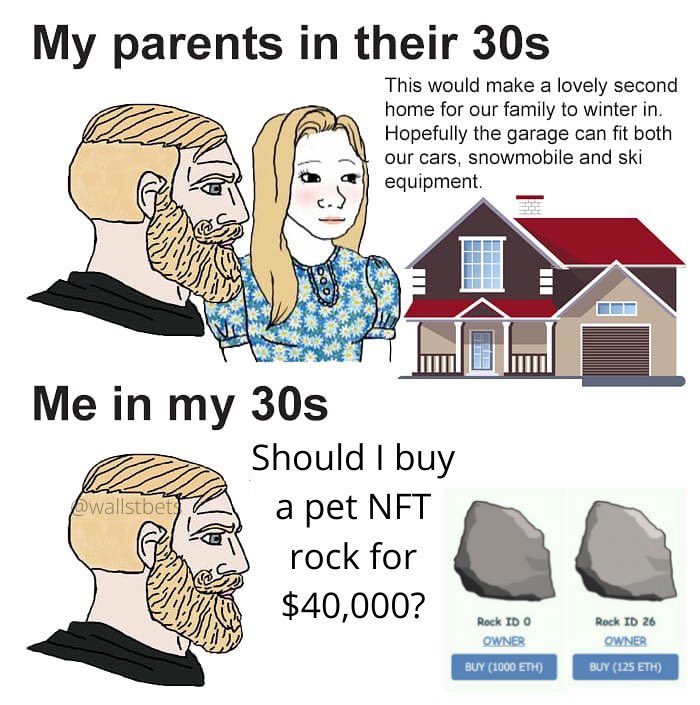 My parents in their 30s
This would make a lovely second
home for our family to winter in.
Hopefully the garage can fit both
our cars, snowmobile and ski
equipment.
Me in my 30s
Should I buy
a pet NFT
rock for
$40,000?
@wallstbets
Rock ID 0
OWNER
BUY (1000 ETH)
Rock ID 26
OWNER
BUY (125 ETH)